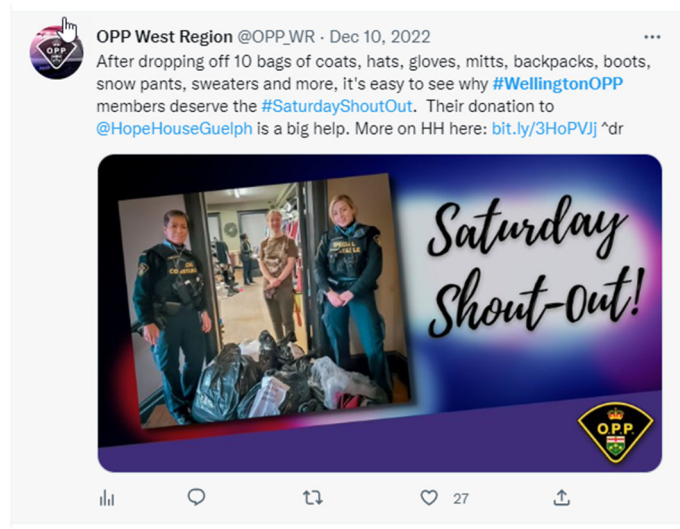 OPP West Region @OPP_WR · Dec 10, 2022
After dropping off 10 bags of coats, hats, gloves, mitts, backpacks, boots,
snow pants, sweaters and more, it's easy to see why #WellingtonOPP
members deserve the #SaturdayShoutOut. Their donation to
@HopeHouseGuelph is a big help. More on HH here: bit.ly/3HoPVJj ^dr
Saturday
Shout-Out!
O.P.P.
27